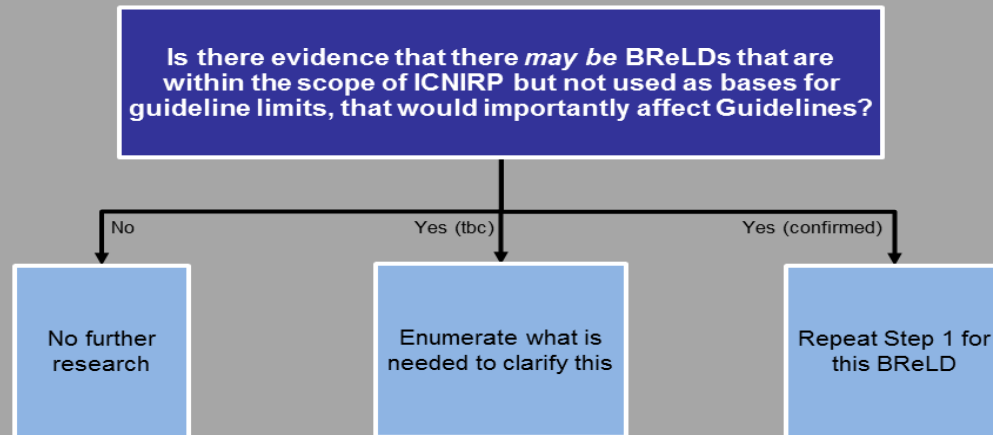 Is there evidence that there may be BReLDs that are
within the scope of ICNIRP but not used as bases for
guideline limits, that would importantly affect Guidelines?
No
Yes (tbc)
Yes (confirmed)
No further
research
Enumerate what is
needed to clarify this
Repeat Step 1 for
this BReLD